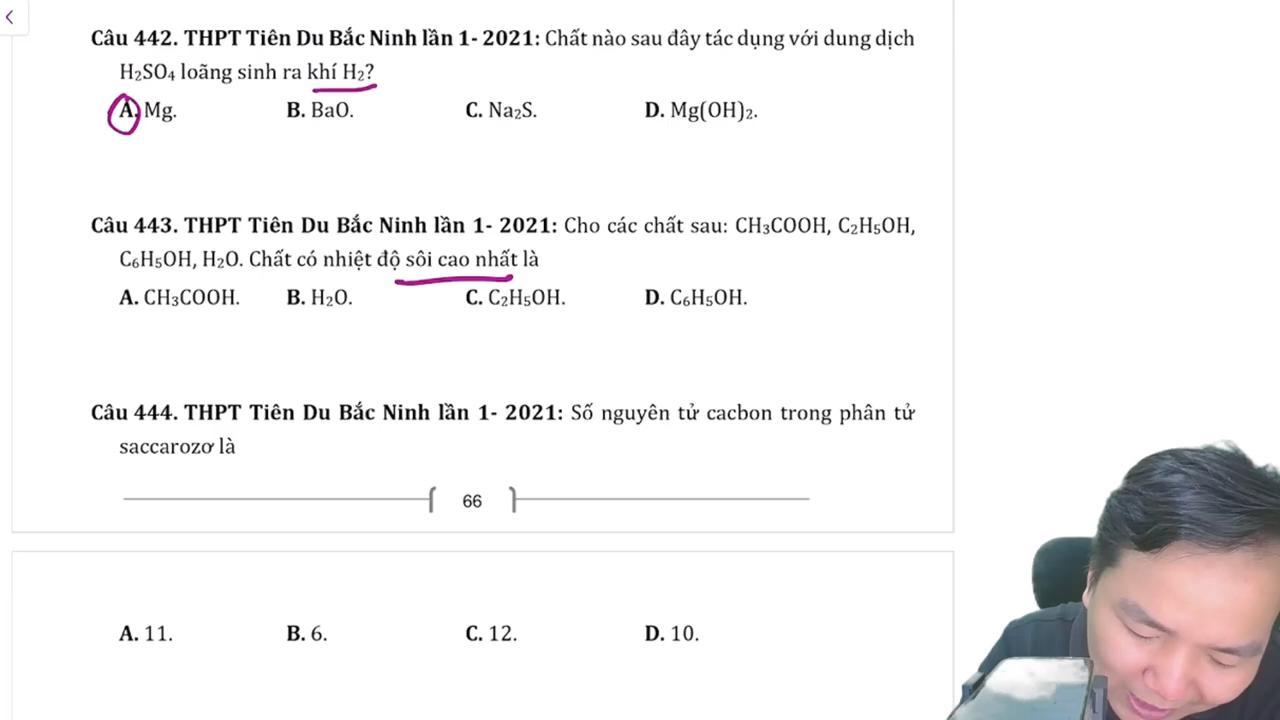 Câu 442. THPT Tiên Du Bắc Ninh lần 1- 2021: Chất nào sau đây tác dụng với dung dịch
H₂SO₄ loãng sinh ra khí H₂?
A. Mg. B. BaO. C. Na₂S. D. Mg(OH)₂.
Câu 443. THPT Tiên Du Bắc Ninh lần 1- 2021: Cho các chất sau: CH₃COOH, C₂H₅OH,
C₆H₅OH, H₂O. Chất có nhiệt độ sôi cao nhất là
A. CH₃COOH. B. H₂O. C. C₂H₅OH. D. C₆H₅OH.
Câu 444. THPT Tiên Du Bắc Ninh lần 1- 2021: Số nguyên tử cacbon trong phân tử
saccarozơ là
66
A. 11. B. 6. C. 12. D. 10.